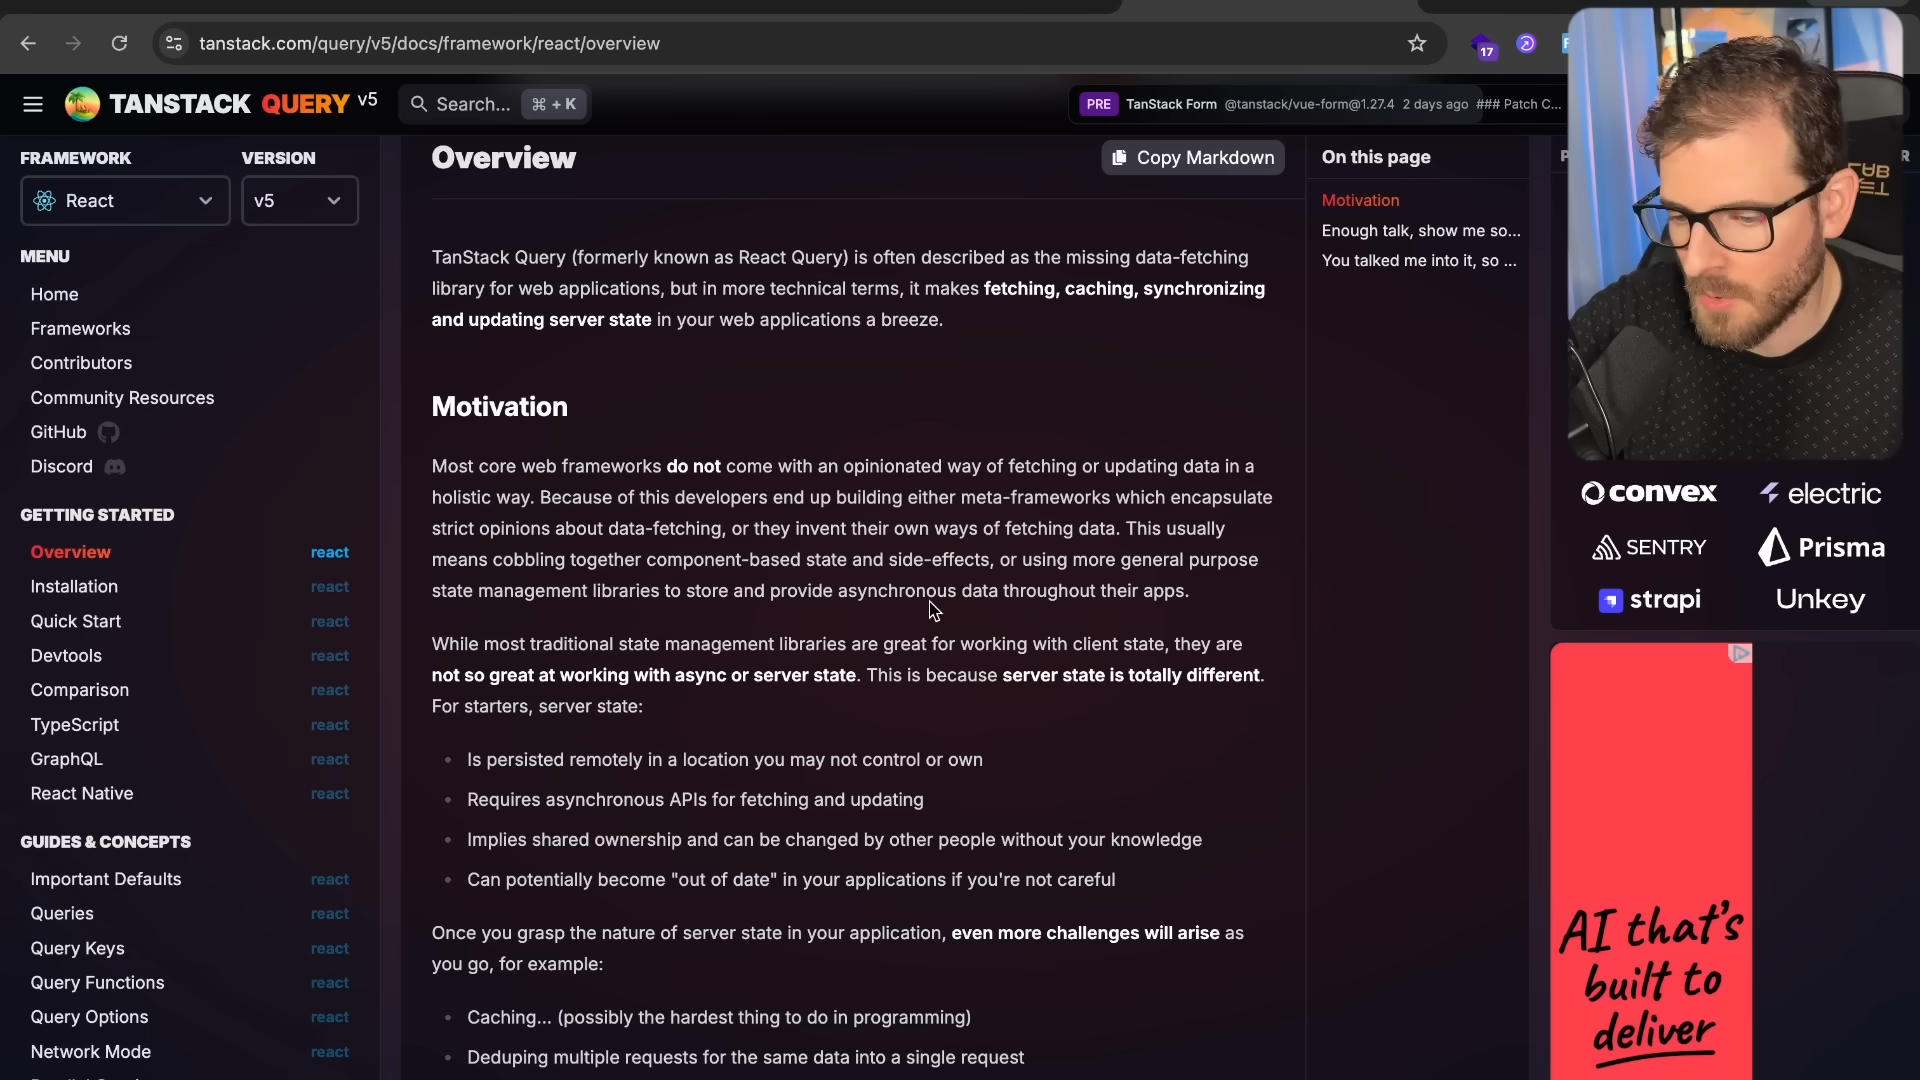 tanstack.com/query/v5/docs/framework/react/overview
17
TANSTACK QUERY v5
Search...
⌘ + K
PRE
TanStack Form @tanstack/vue-form@1.27.4 2 days ago ### Patch C...
FRAMEWORK
VERSION
React
v5
MENU
Home
Frameworks
Contributors
Community Resources
GitHub
Discord
GETTING STARTED
Overview react
Installation react
Quick Start react
Devtools react
Comparison react
TypeScript react
GraphQL react
React Native react
GUIDES & CONCEPTS
Important Defaults react
Queries react
Query Keys react
Query Functions react
Query Options react
Network Mode react
Overview
Copy Markdown
TanStack Query (formerly known as React Query) is often described as the missing data-fetching
library for web applications, but in more technical terms, it makes fetching, caching, synchronizing
and updating server state in your web applications a breeze.
Motivation
Most core web frameworks do not come with an opinionated way of fetching or updating data in a
holistic way. Because of this developers end up building either meta-frameworks which encapsulate
strict opinions about data-fetching, or they invent their own ways of fetching data. This usually
means cobbling together component-based state and side-effects, or using more general purpose
state management libraries to store and provide asynchronous data throughout their apps.
While most traditional state management libraries are great for working with client state, they are
not so great at working with async or server state. This is because server state is totally different.
For starters, server state:
• Is persisted remotely in a location you may not control or own
• Requires asynchronous APIs for fetching and updating
• Implies shared ownership and can be changed by other people without your knowledge
• Can potentially become "out of date" in your applications if you're not careful
Once you grasp the nature of server state in your application, even more challenges will arise as
you go, for example:
• Caching... (possibly the hardest thing to do in programming)
• Deduping multiple requests for the same data into a single request
On this page
Motivation
Enough talk, show me so...
You talked me into it, so ...
convex
electric
SENTRY
Prisma
strapi
Unkey
AI that's
built to
deliver